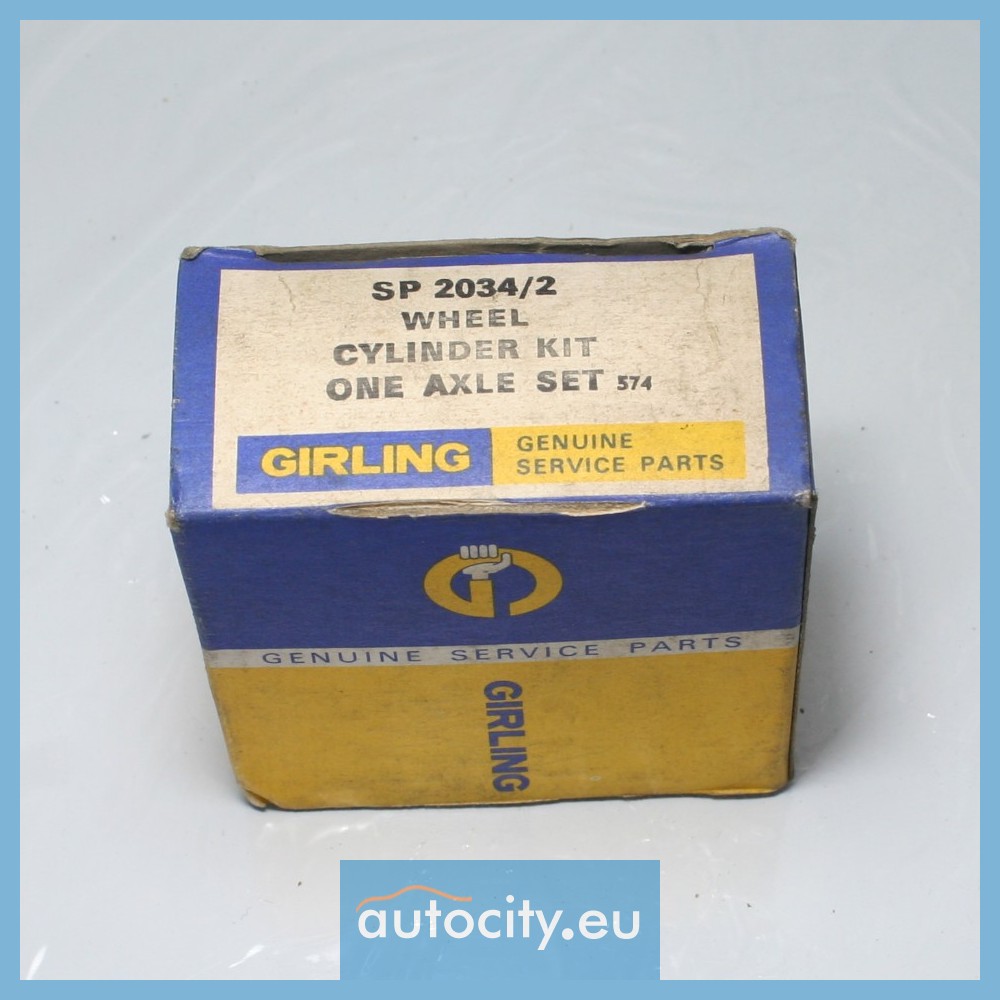 SP 2034/2
WHEEL
CYLINDER KIT
ONE AXLE SET 574
GIRLING
GENUINE
SERVICE PARTS
GENUINE SERVICE PARTS
GIRLING
autocity.eu